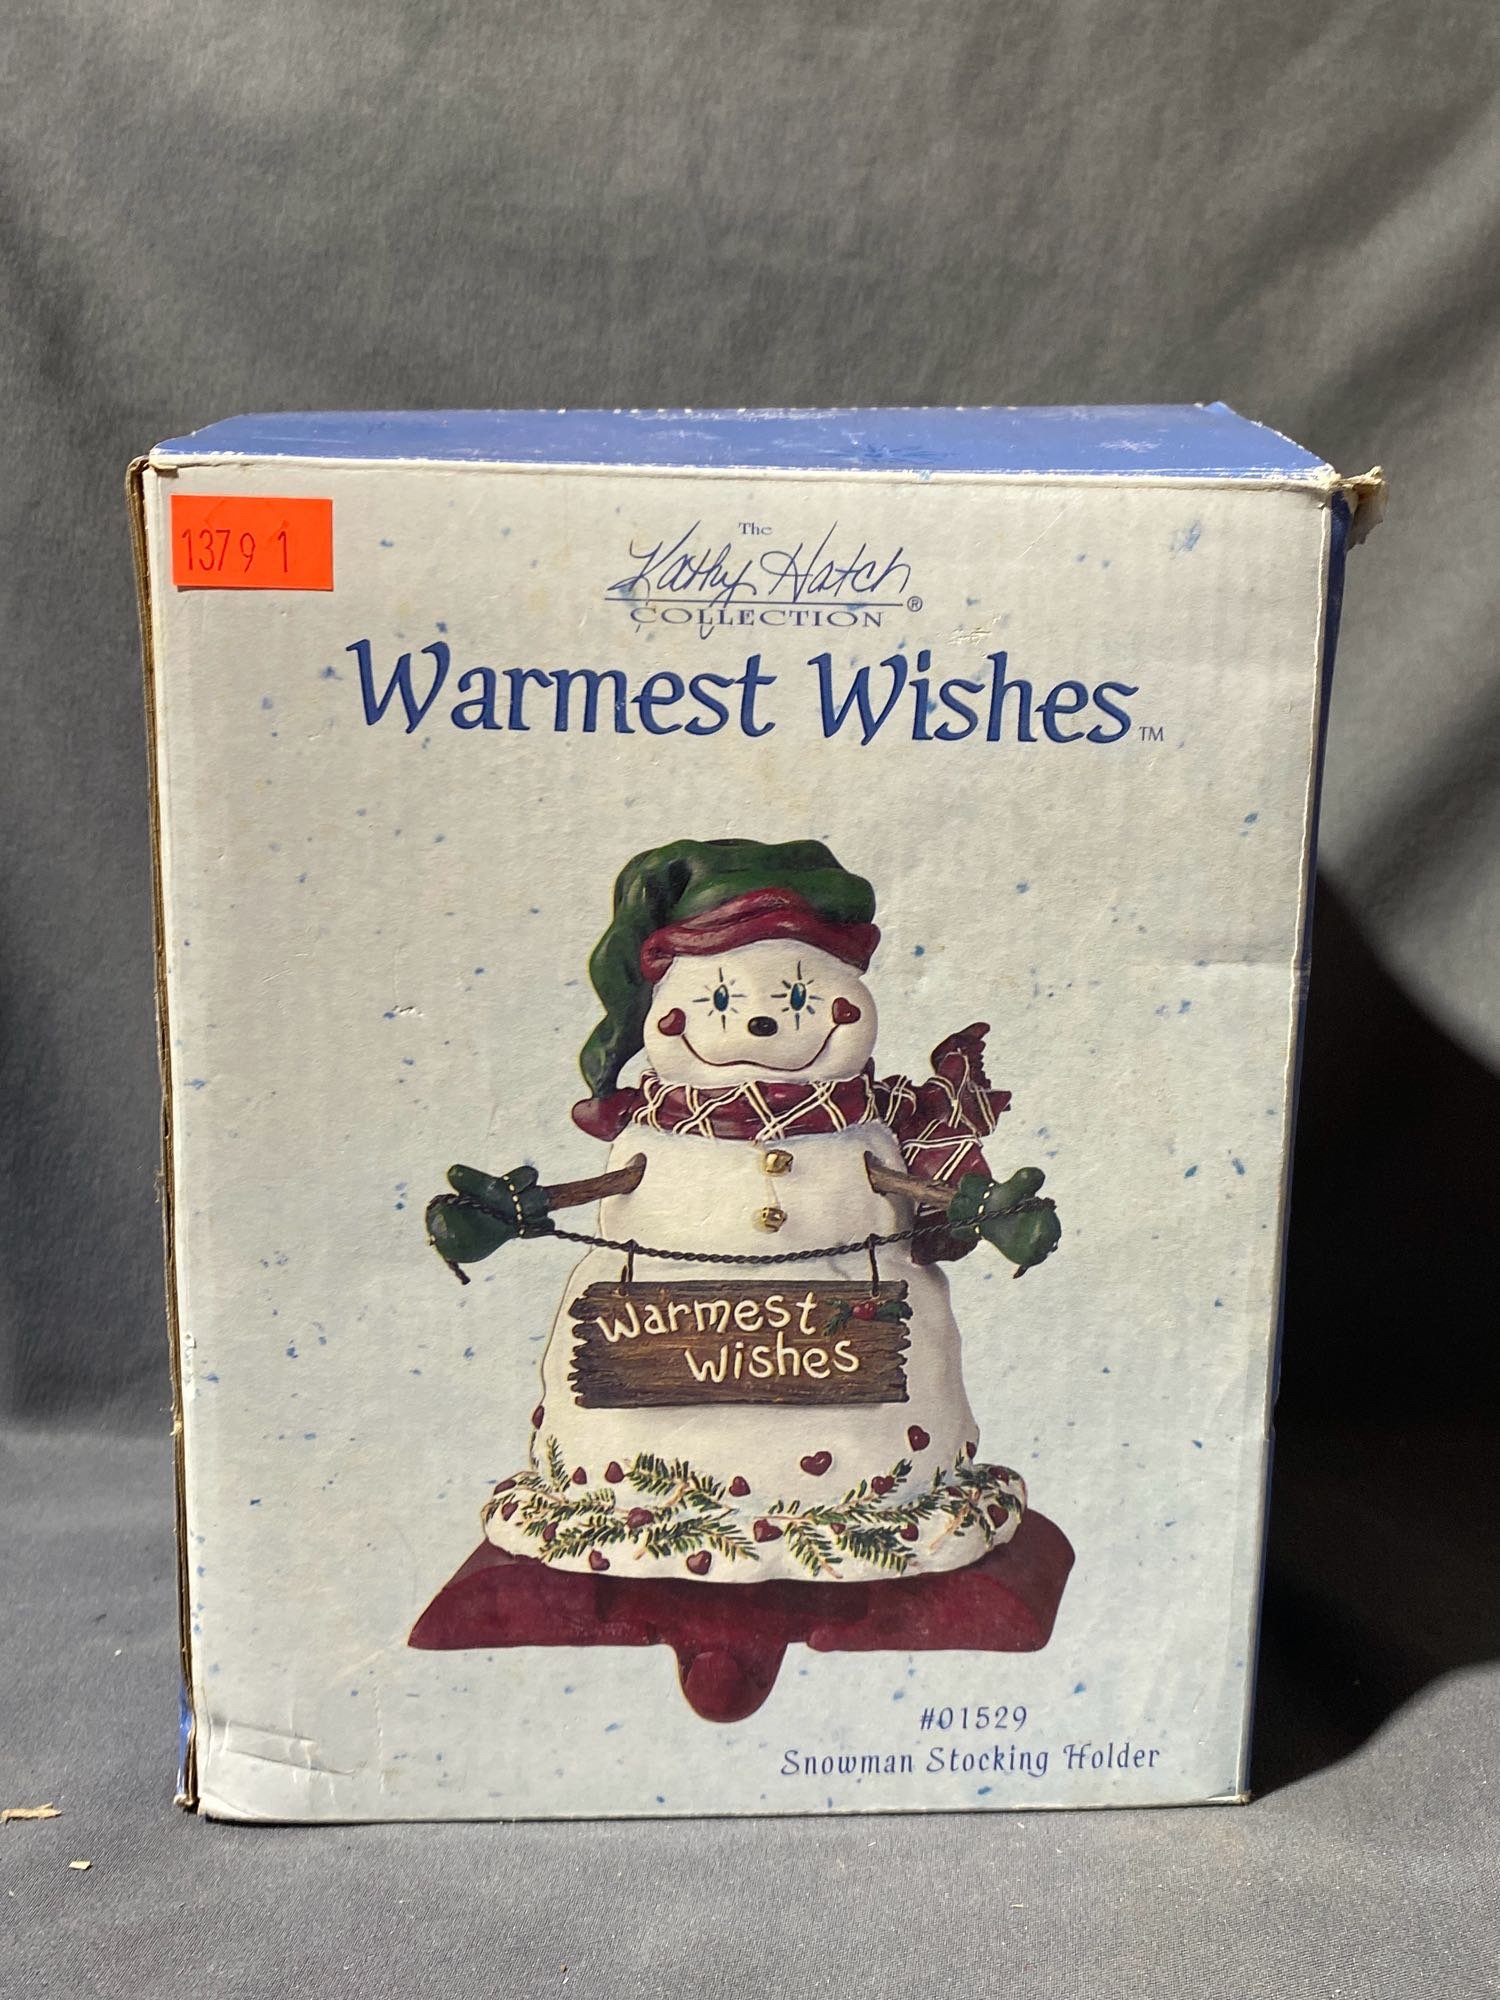 1379 1
The
Kathy Hatch
COLLECTION®
Warmest Wishes™
Warmest
Wishes
#01529
Snowman Stocking Holder